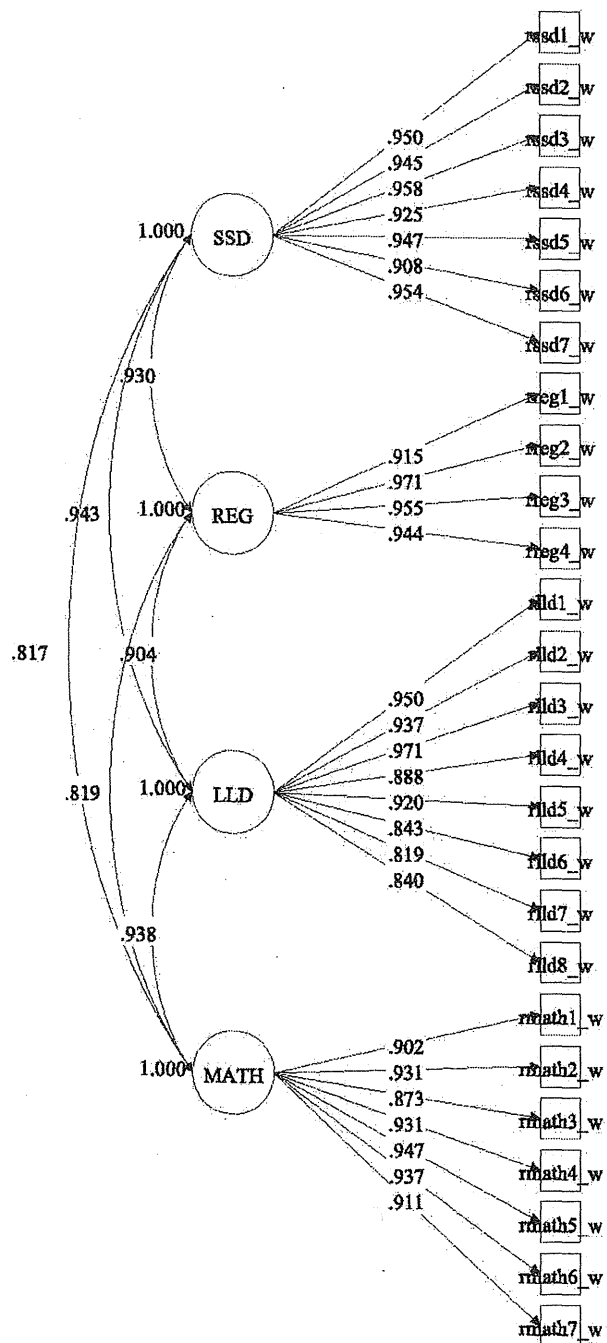 rssd1_w
rssd2_w
.950
rssd3_w
.945
.958
rssd4_w
.925
1.000 SSD
.947
rssd5_w
.908
rssd6_w
.954
rssd7_w
.930
rreg1_w
.915
rreg2_w
.971
1.000 REG
.955
rreg3_w
.943
.944
rreg4_w
rlld1_w
.817
.904
rlld2_w
.950
rlld3_w
.937
.971
rlld4_w
.888
1.000 LLD
.819
.920
rlld5_w
.843
rlld6_w
.819
.840
rlld7_w
.938
rlld8_w
rmath1_w
.902
1.000 MATH
.931
rmath2_w
.873
rmath3_w
.931
.947
rmath4_w
.937
.911
rmath5_w
rmath6_w
rmath7_w